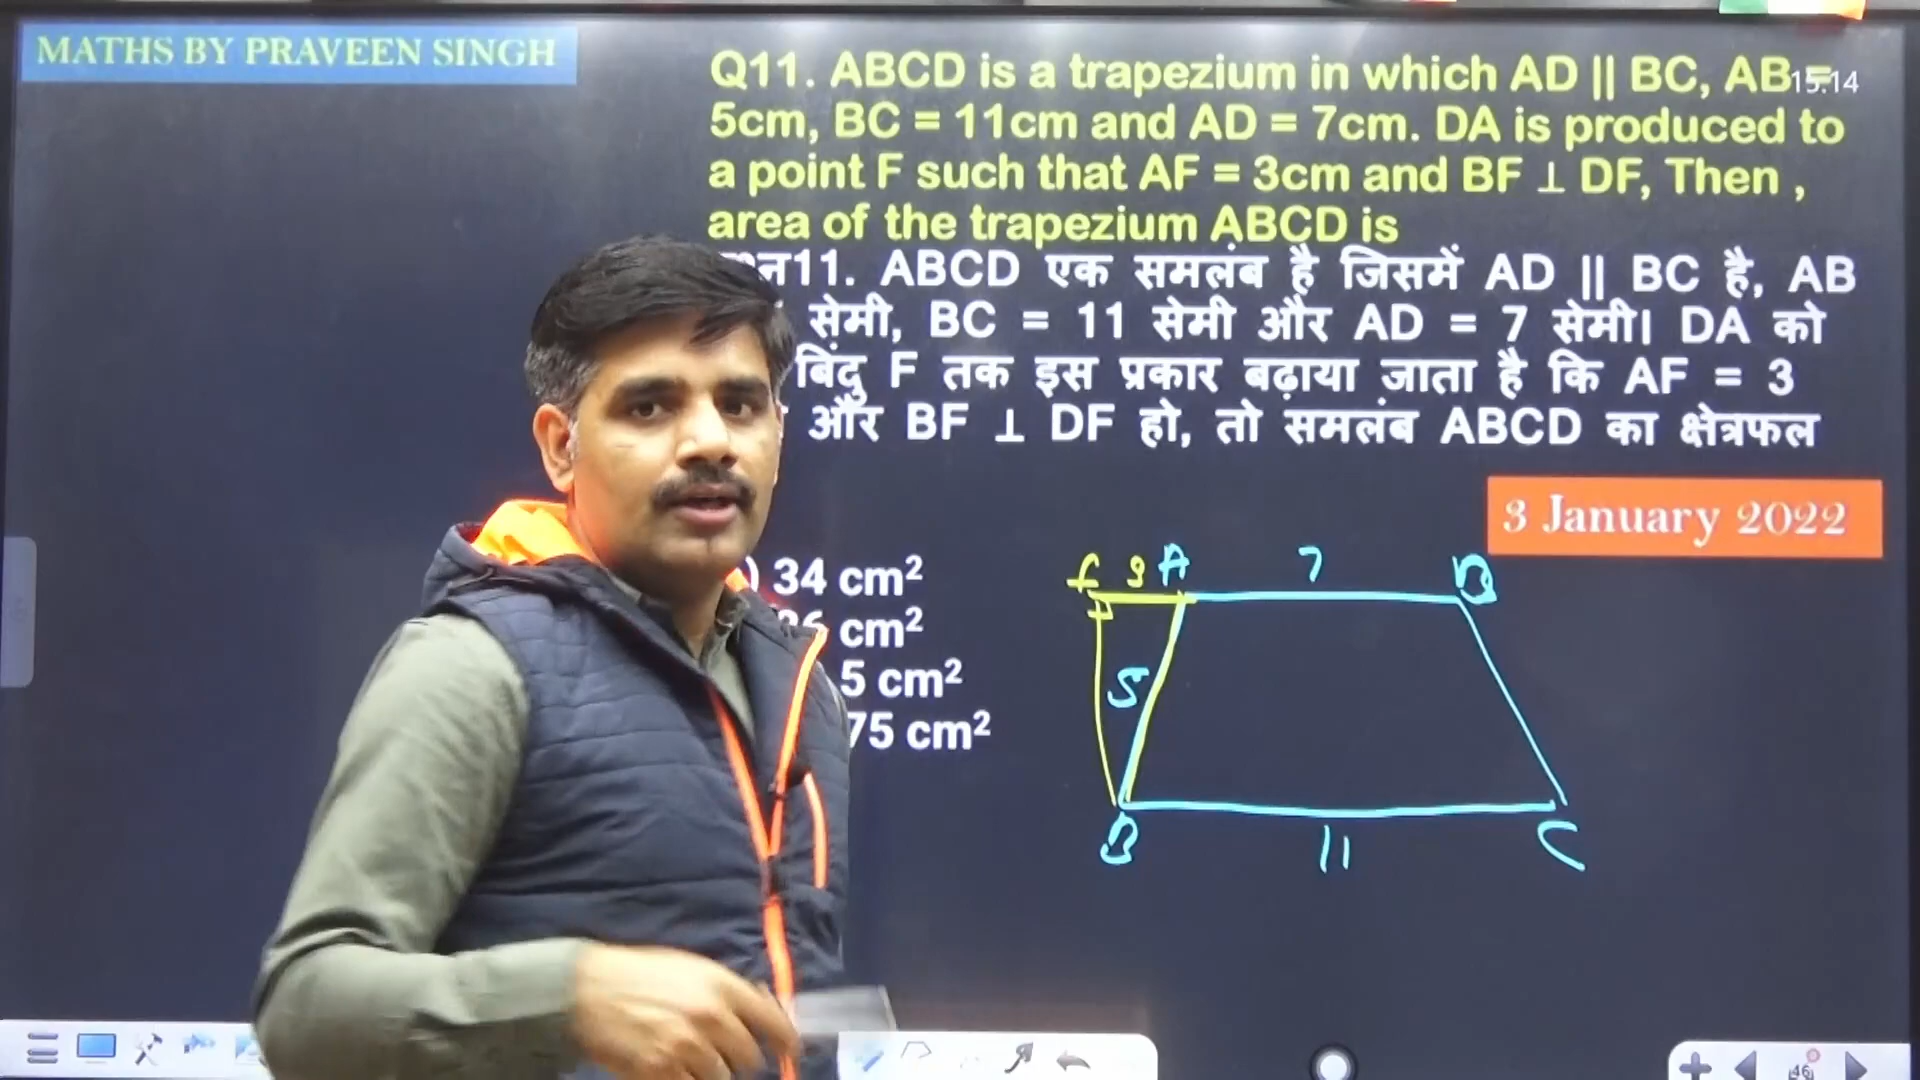 MATHS BY PRAVEEN SINGH
Q11. ABCD is a trapezium in which AD || BC, AB =
15:14
5cm, BC = 11cm and AD = 7cm. DA is produced to
a point F such that AF = 3cm and BF ⊥ DF, Then ,
area of the trapezium ABCD is
11. ABCD एक समलंब है जिसमें AD || BC है, AB
सेमी, BC = 11 सेमी और AD = 7 सेमी। DA को
बिंदु F तक इस प्रकार बढ़ाया जाता है कि AF = 3
और BF ⊥ DF हो, तो समलंब ABCD का क्षेत्रफल
3 January 2022
) 34 cm²
36 cm²
5 cm²
75 cm²
F 3 A 7 D
5
B 11 C
46